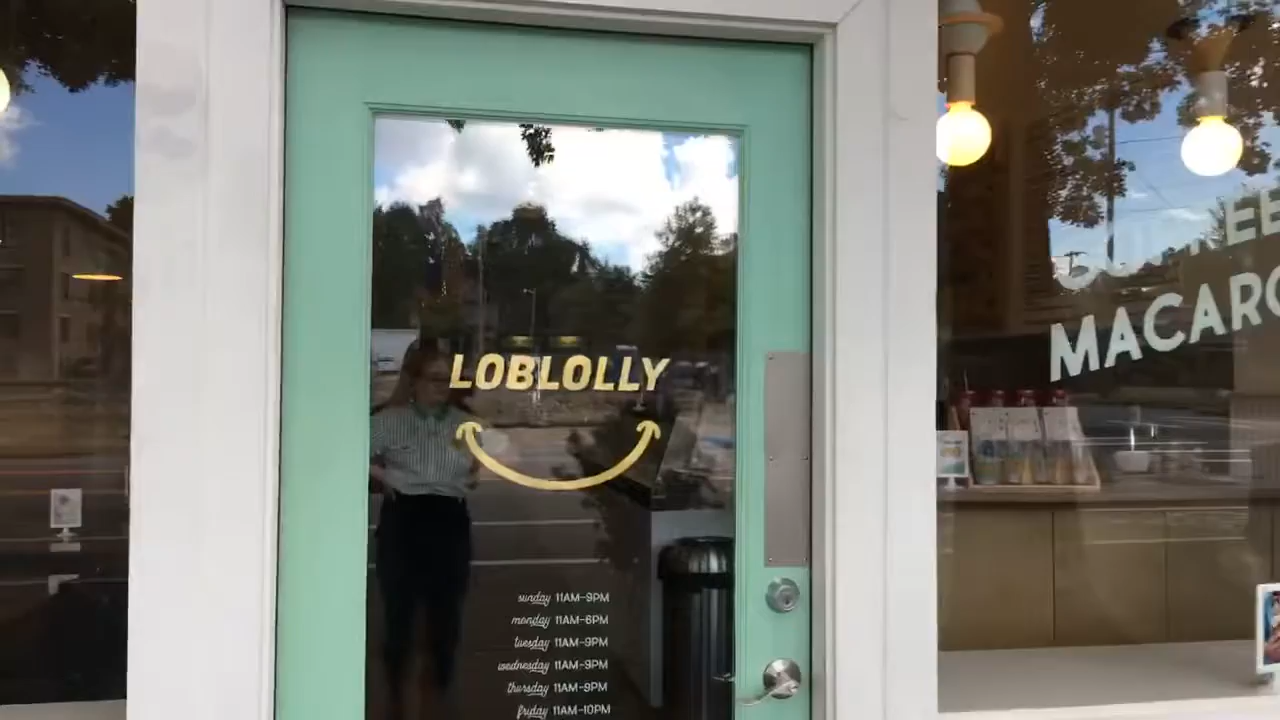 LOBLOLLY
sunday 11AM-9PM
monday 11AM-6PM
tuesday 11AM-9PM
wednesday 11AM-9PM
thursday 11AM-9PM
friday 11AM-10PM